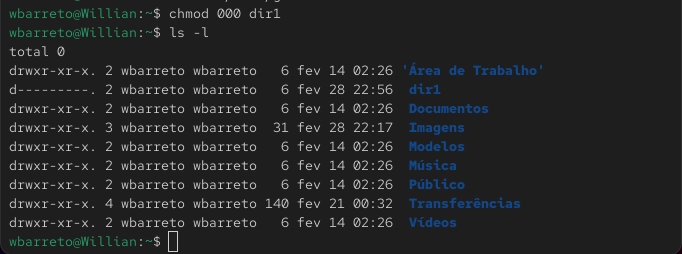 wbarreto@Willian:~$ chmod 000 dir1
wbarreto@Willian:~$ ls -l
total 0
drwxr-xr-x. 2 wbarreto wbarreto   6 fev 14 02:26 'Área de Trabalho'
d---------. 2 wbarreto wbarreto   6 fev 28 22:56  dir1
drwxr-xr-x. 2 wbarreto wbarreto   6 fev 14 02:26  Documentos
drwxr-xr-x. 3 wbarreto wbarreto  31 fev 28 22:17  Imagens
drwxr-xr-x. 2 wbarreto wbarreto   6 fev 14 02:26  Modelos
drwxr-xr-x. 2 wbarreto wbarreto   6 fev 14 02:26  Música
drwxr-xr-x. 2 wbarreto wbarreto   6 fev 14 02:26  Público
drwxr-xr-x. 4 wbarreto wbarreto 140 fev 21 00:32  Transferências
drwxr-xr-x. 2 wbarreto wbarreto   6 fev 14 02:26  Vídeos
wbarreto@Willian:~$